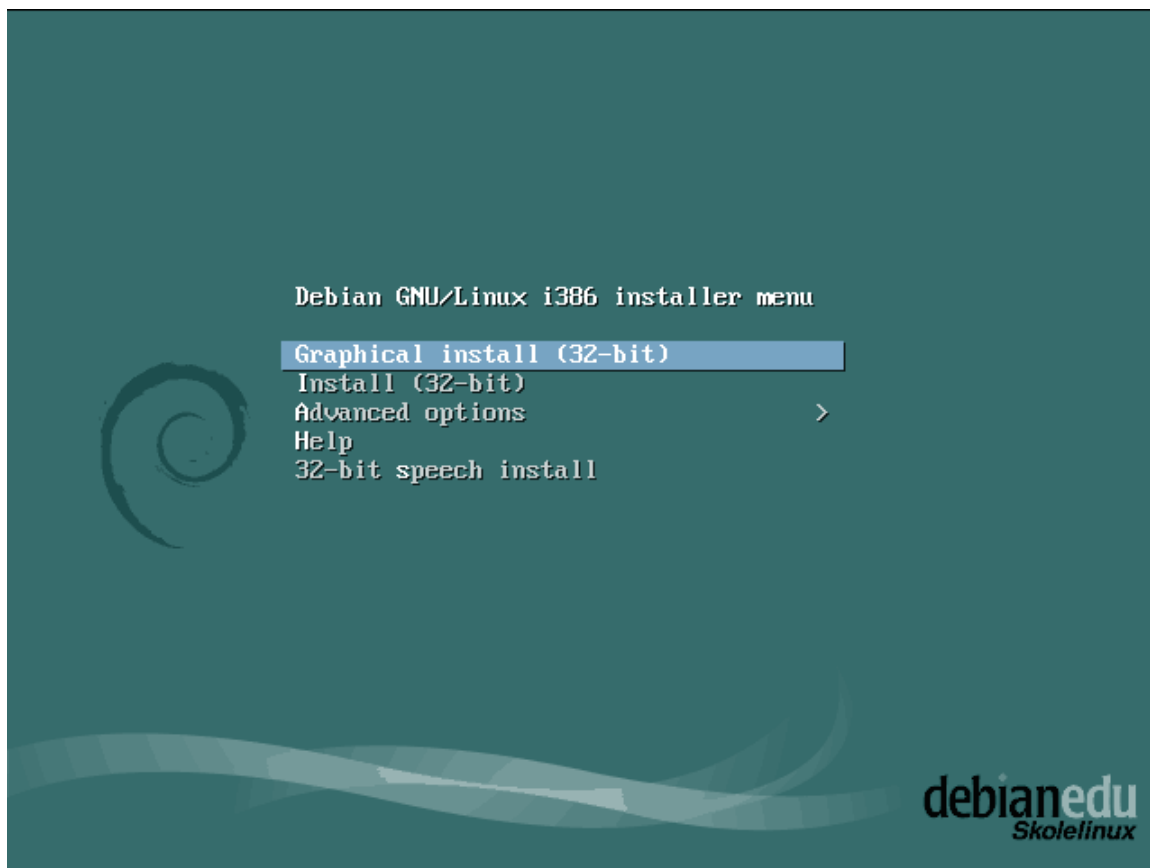 Debian GNU/Linux i386 installer menu
Graphical install (32-bit)
Install (32-bit)
Advanced options >
Help
32-bit speech install
debianedu
Skolelinux